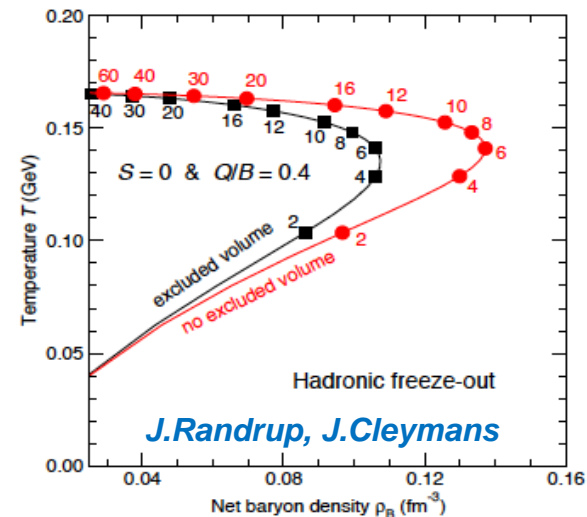 0.20
0.15
0.10
0.05
0.00
Temperature T (GeV)
60 40 30 20 16 12 10 8 6 4 2
40 30 20 16 12 10 8 6 4 2
S = 0 & Q/B = 0.4
excluded volume
no excluded volume
Hadronic freeze-out
J.Randrup, J.Cleymans
0.04 0.08 0.12 0.16
Net baryon density ρB (fm⁻³)